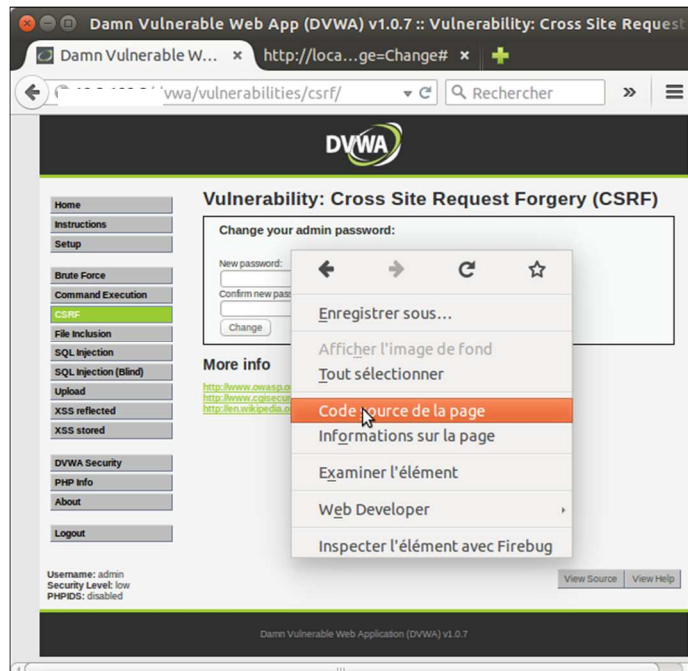 Damn Vulnerable Web App (DVWA) v1.0.7 :: Vulnerability: Cross Site Request
Damn Vulnerable W... ×
http://loca...ge=Change# ×
vwa/vulnerabilities/csrf/
Rechercher
»
DVWA
Home
Instructions
Setup
Brute Force
Command Execution
CSRF
File Inclusion
SQL Injection
SQL Injection (Blind)
Upload
XSS reflected
XSS stored
DVWA Security
PHP Info
About
Logout
Vulnerability: Cross Site Request Forgery (CSRF)
Change your admin password:
New password:
Confirm new pass
Change
More info
http://www.owasp.o
http://www.cgisecur
http://en.wikipedia.o
Enregistrer sous...
Afficher l'image de fond
Tout sélectionner
Code source de la page
Informations sur la page
Examiner l'élément
Web Developer
Inspecter l'élément avec Firebug
Username: admin
Security Level: low
PHPIDS: disabled
View Source
View Help
Damn Vulnerable Web Application (DVWA) v1.0.7